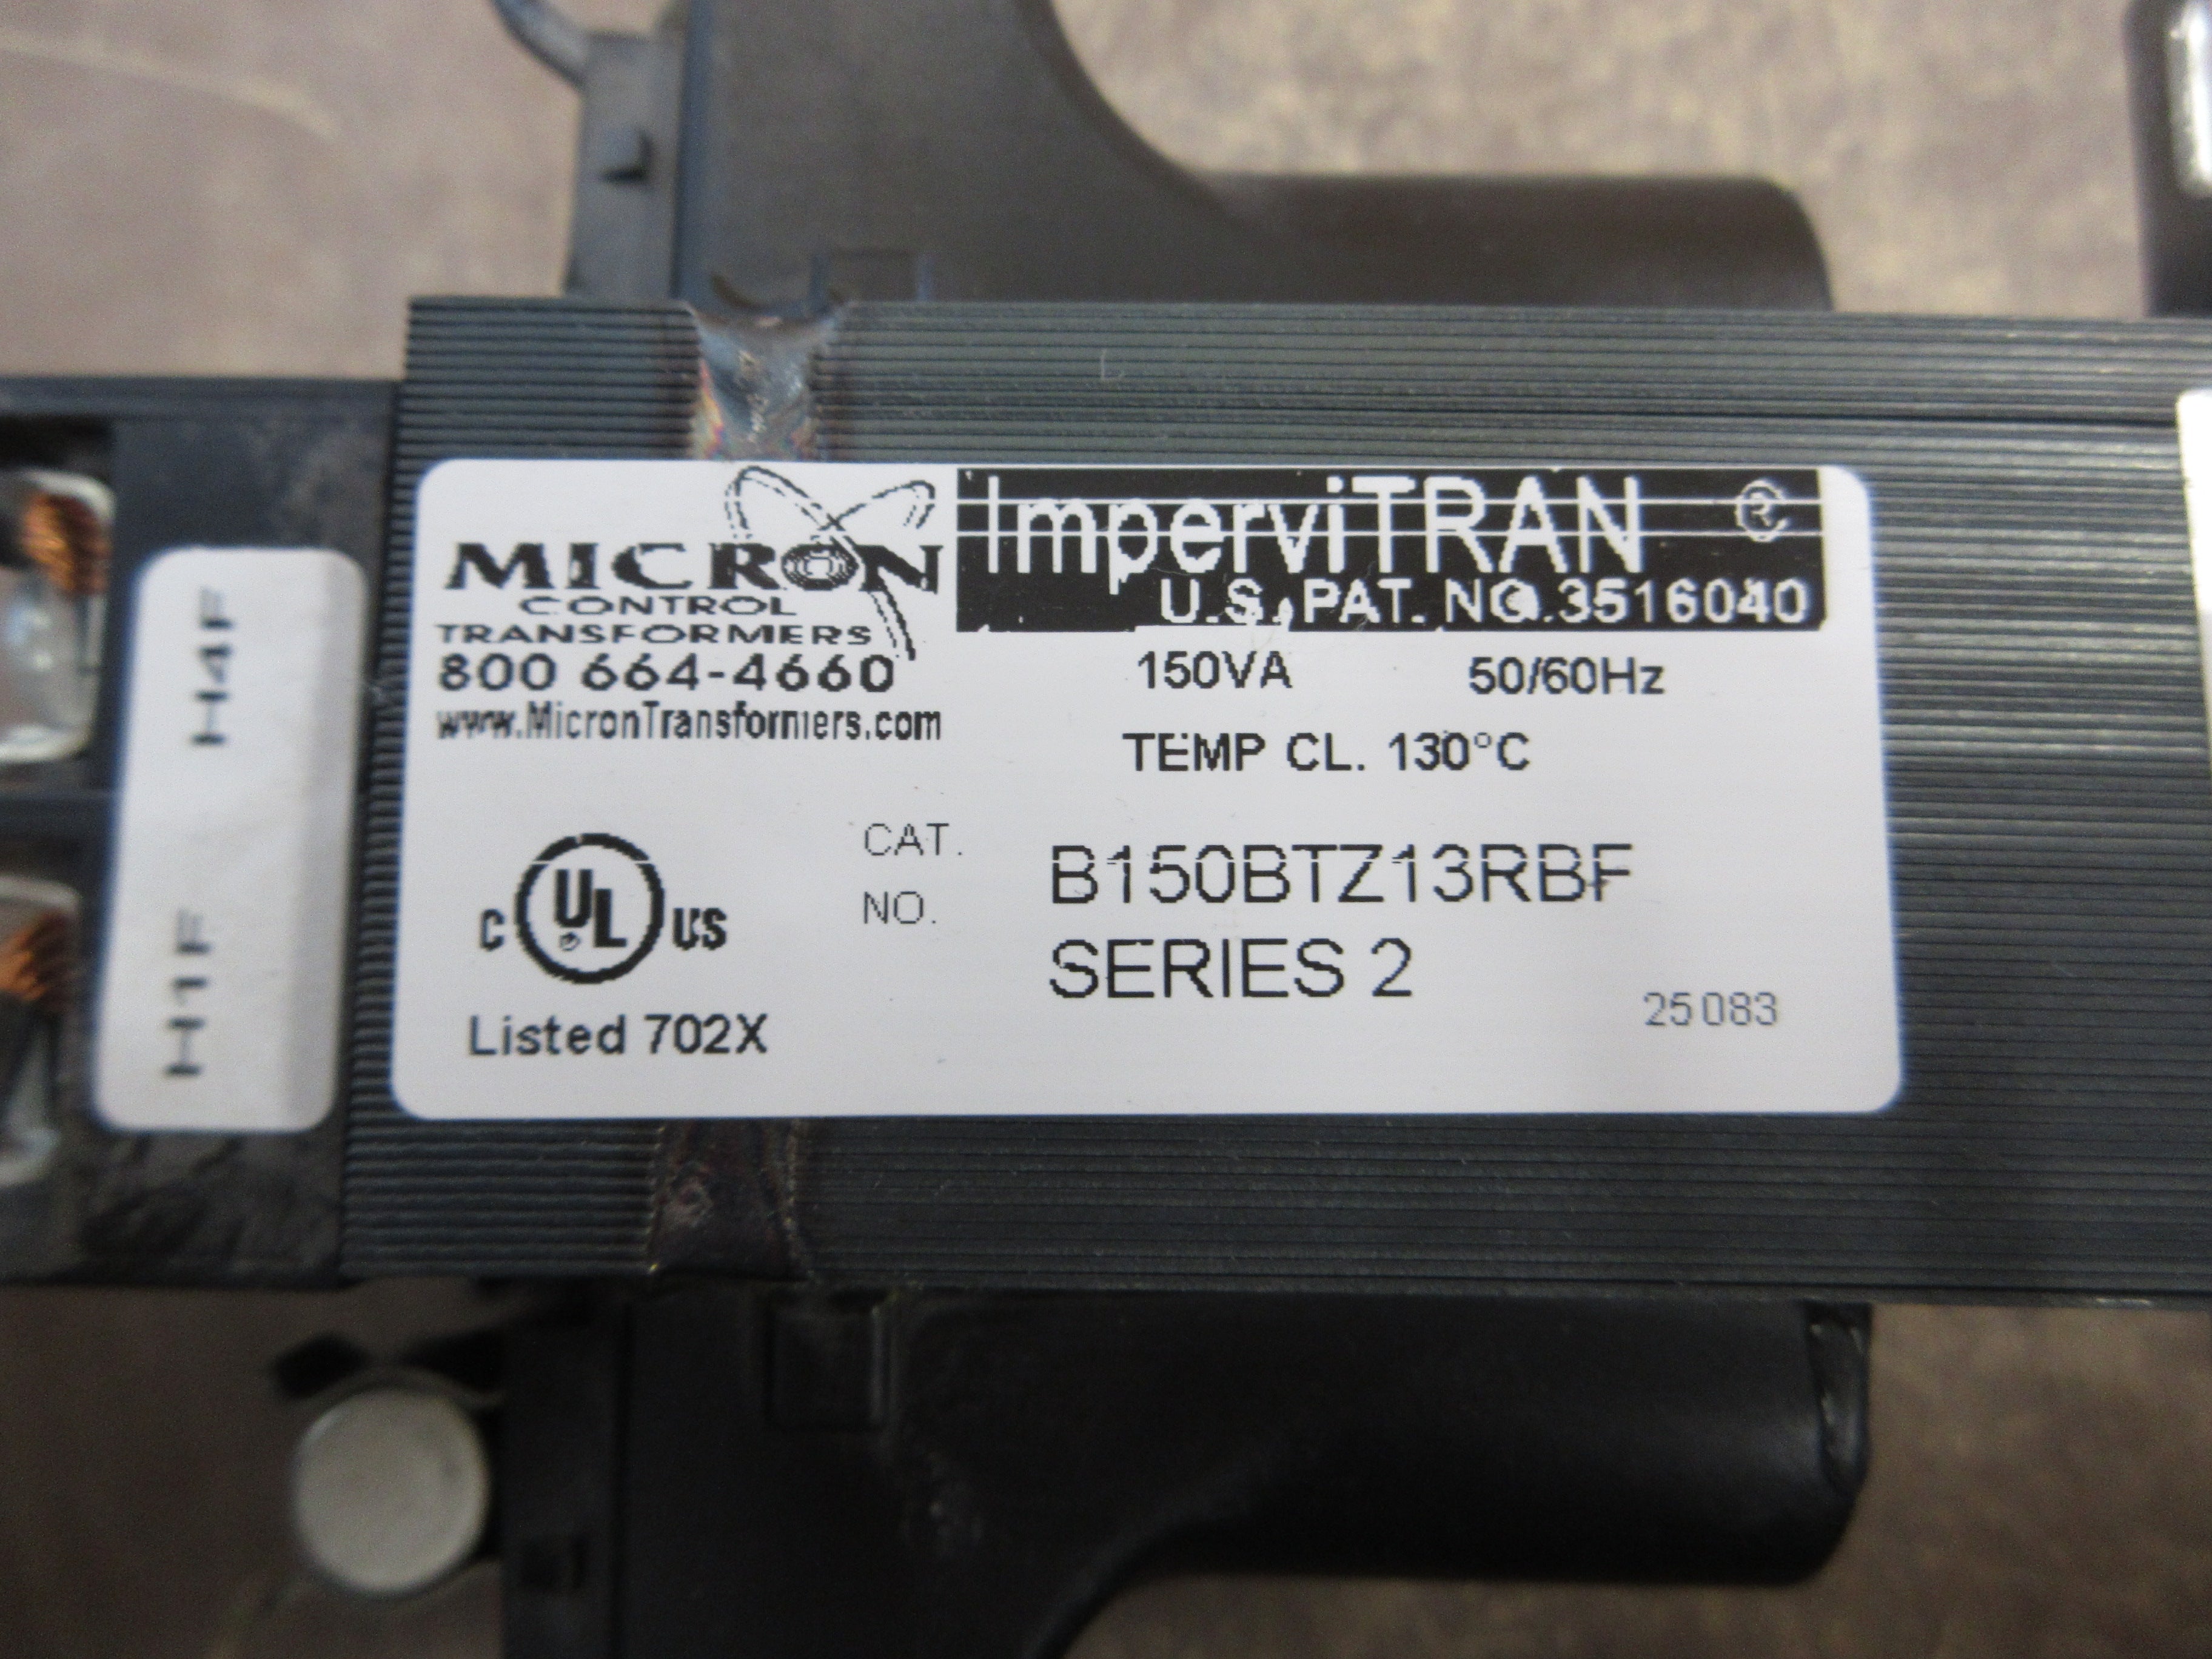 MICRON
CONTROL
TRANSFORMERS
800 664-4660
www.MicronTransformers.com
ImperviTRAN ®
U.S. PAT. NO. 3516040
150VA 50/60Hz
TEMP CL. 130°C
C UL US
Listed 702X
CAT. NO. B150BTZ13RBF
SERIES 2
25083
H4F
H1F